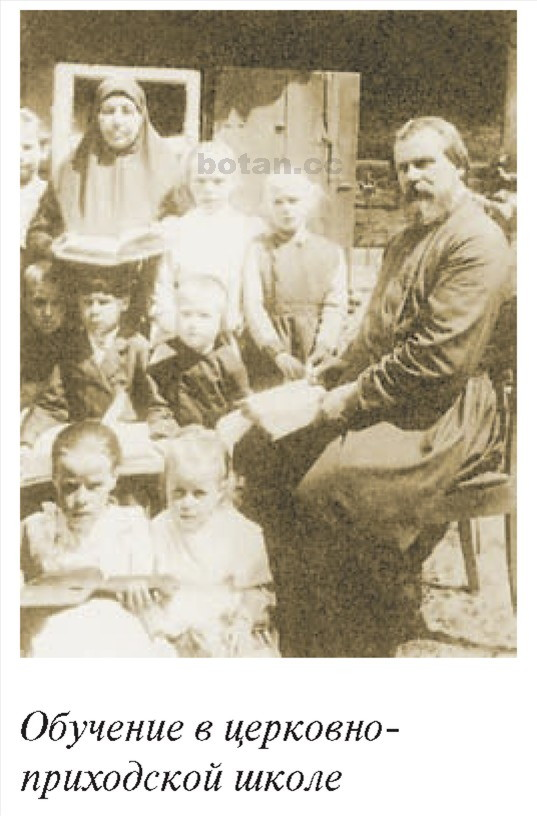 botan.cc
Обучение в церковно-
приходской школе